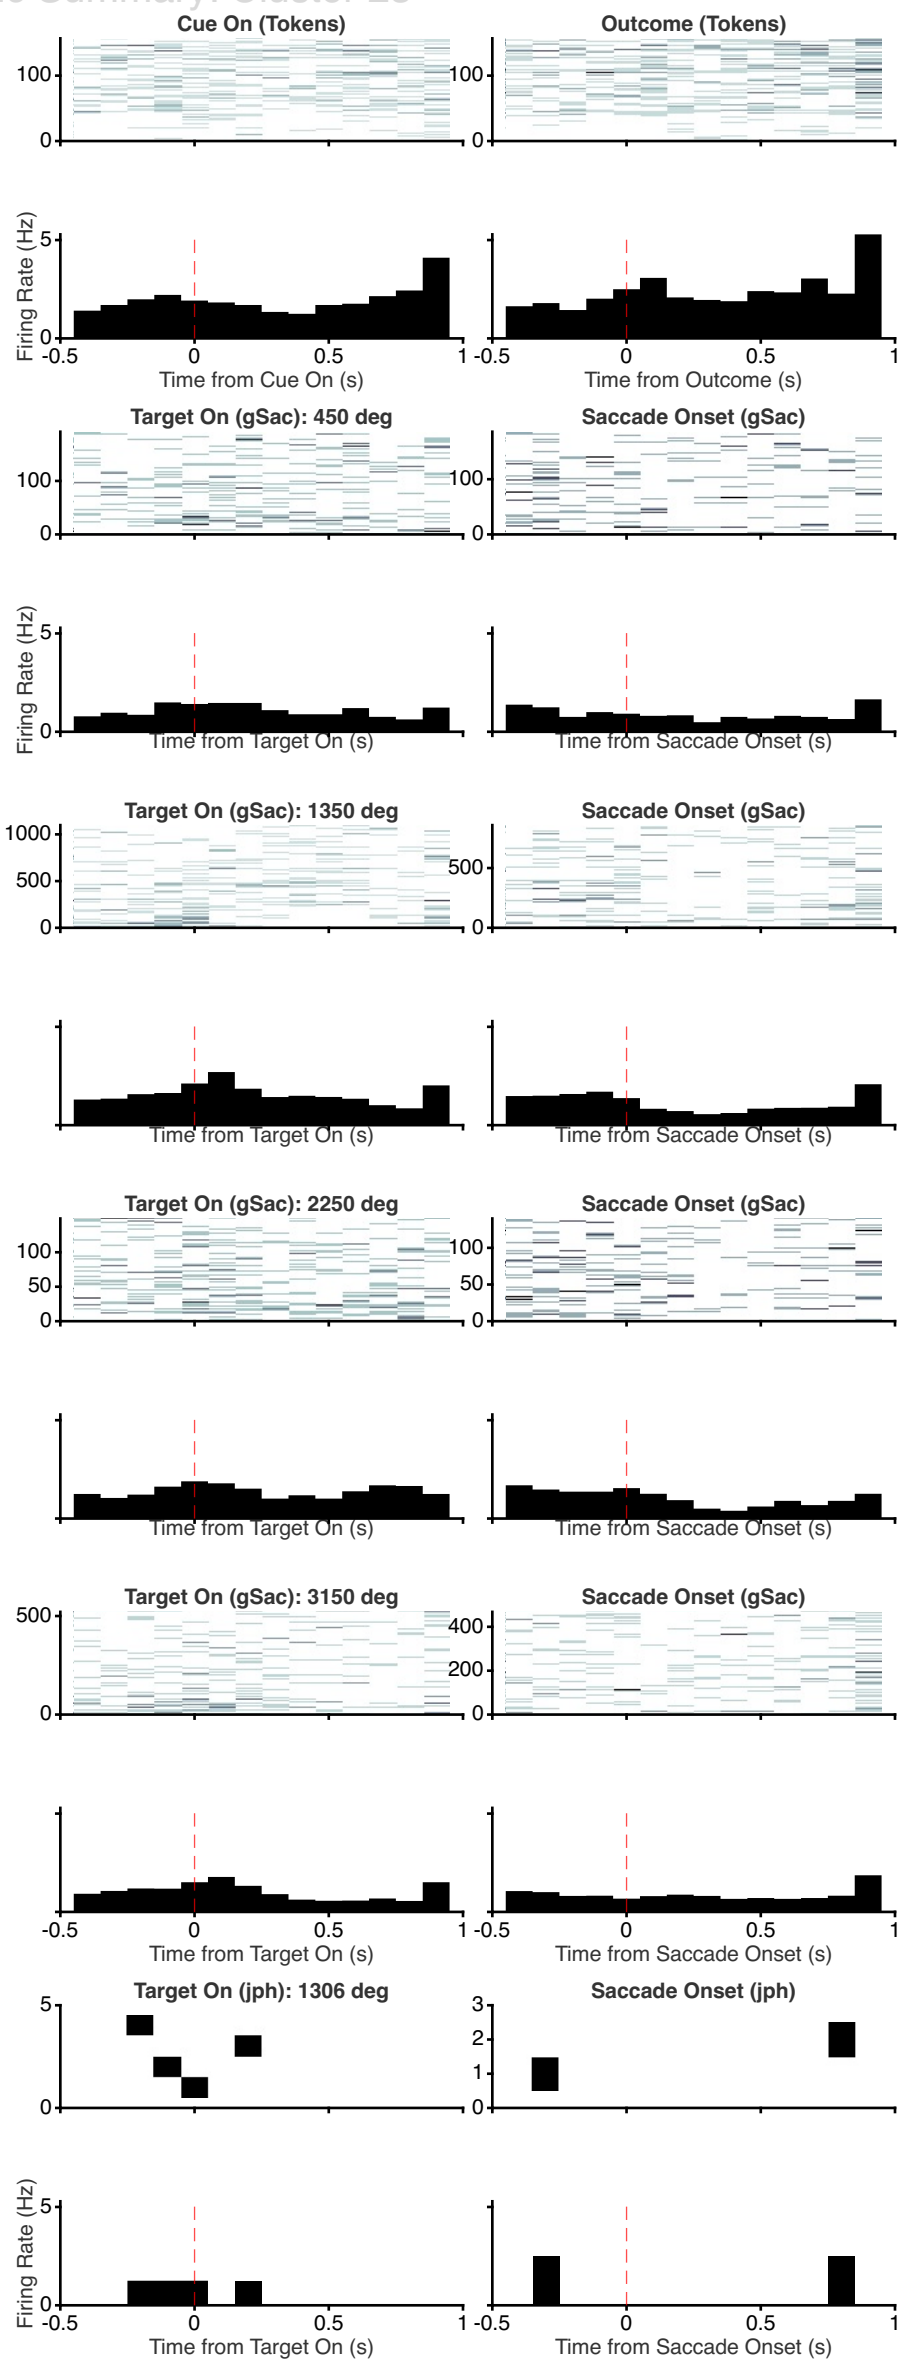 Summary: Cluster
Cue On (Tokens) Outcome (Tokens)
100 100
0 0
Firing Rate (Hz)
5
0
-0.5 0 0.5 1 -0.5 0 0.5 1
Time from Cue On (s) Time from Outcome (s)
Target On (gSac): 450 deg Saccade Onset (gSac)
100 100
0 0
Firing Rate (Hz)
5
0
Time from Target On (s) Time from Saccade Onset (s)
Target On (gSac): 1350 deg Saccade Onset (gSac)
1000
500 500
0 0
Time from Target On (s) Time from Saccade Onset (s)
Target On (gSac): 2250 deg Saccade Onset (gSac)
100 100
50 50
0 0
Time from Target On (s) Time from Saccade Onset (s)
Target On (gSac): 3150 deg Saccade Onset (gSac)
500 400
200
0 0
-0.5 0 0.5 1 -0.5 0 0.5 1
Time from Target On (s) Time from Saccade Onset (s)
Target On (jph): 1306 deg Saccade Onset (jph)
5 3
2
1
0 0
Firing Rate (Hz)
5
0
-0.5 0 0.5 1 -0.5 0 0.5 1
Time from Target On (s) Time from Saccade Onset (s)